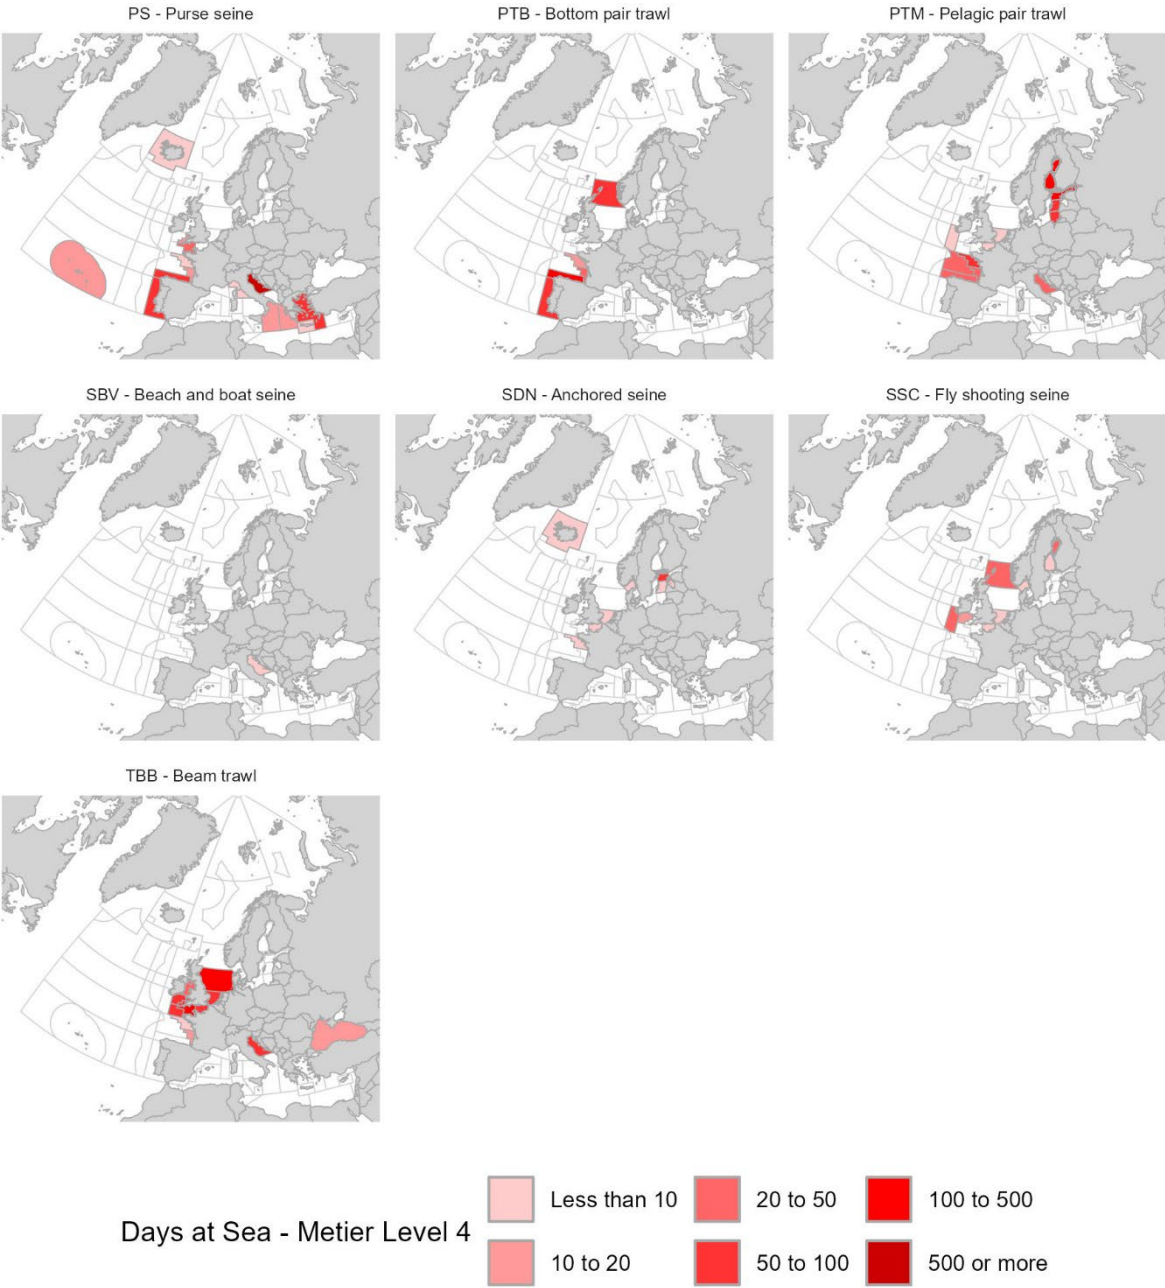 PS - Purse seine
PTB - Bottom pair trawl
PTM - Pelagic pair trawl
SBV - Beach and boat seine
SDN - Anchored seine
SSC - Fly shooting seine
TBB - Beam trawl
Days at Sea - Metier Level 4
Less than 10
20 to 50
100 to 500
10 to 20
50 to 100
500 or more